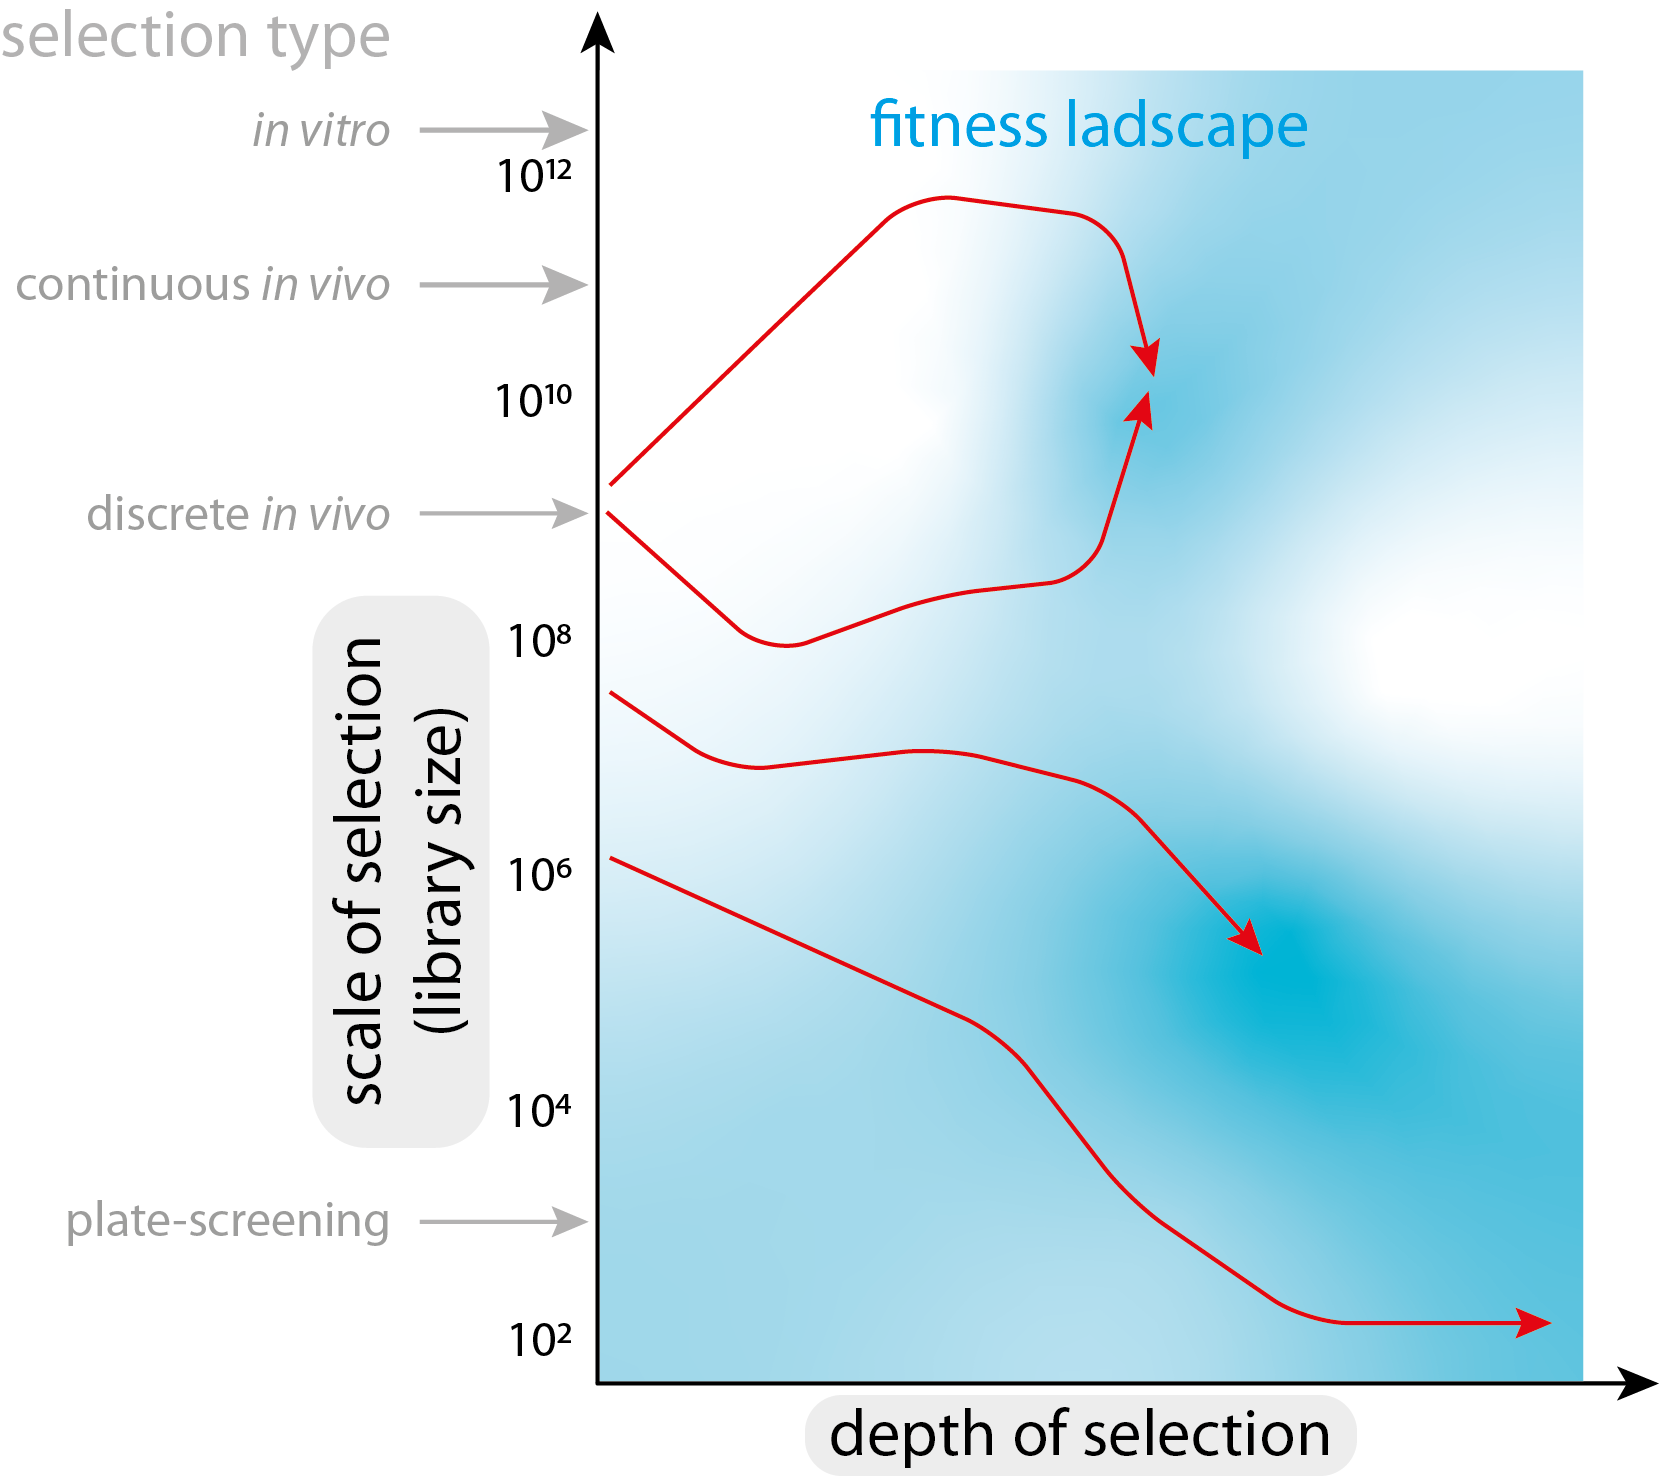 selection type
in vitro
10¹²
continuous in vivo
10¹⁰
discrete in vivo
10⁸
10⁶
10⁴
plate-screening
10²
scale of selection
(library size)
fitness ladscape
depth of selection